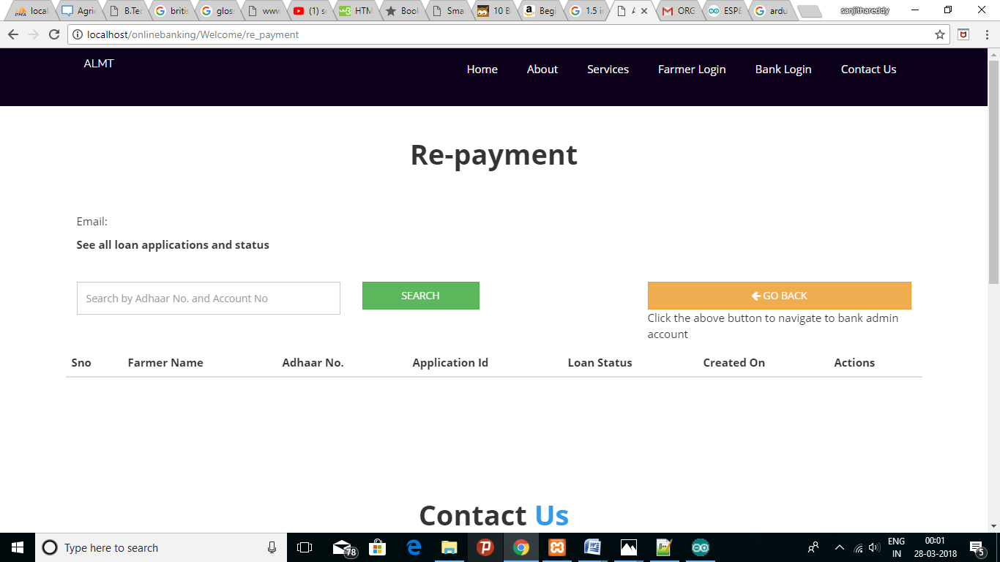 local
Agri
B.Tec
britis
glos
www
(1) s
HTM
Bool
Sma
10 B
Begi
1.5 i
ORG
ESP8
ardu
sanjithareddy
localhost/onlinebanking/Welcome/re_payment
ALMT
Home
About
Services
Farmer Login
Bank Login
Contact Us
Re-payment
Email:
See all loan applications and status
Search by Adhaar No. and Account No
SEARCH
GO BACK
Click the above button to navigate to bank admin
account
Sno Farmer Name Adhaar No. Application Id Loan Status Created On Actions
Contact Us
Type here to search
78
ENG
IN
00:01
28-03-2018
5